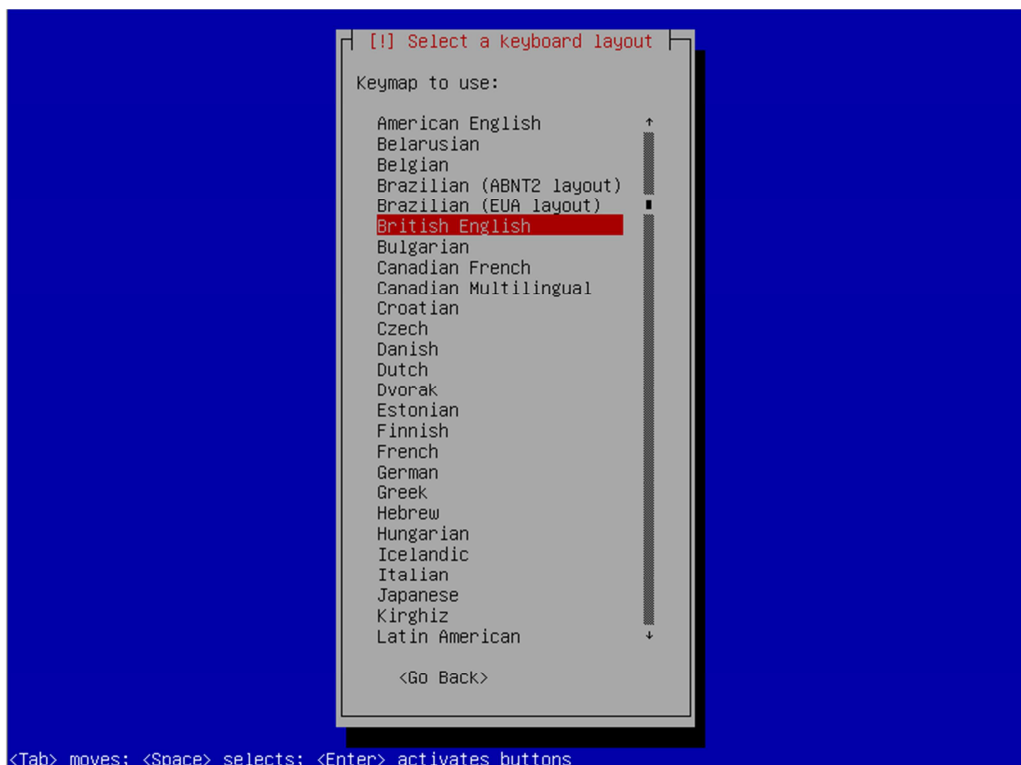 [!] Select a keyboard layout
Keymap to use:
American English
Belarusian
Belgian
Brazilian (ABNT2 layout)
Brazilian (EUA layout)
British English
Bulgarian
Canadian French
Canadian Multilingual
Croatian
Czech
Danish
Dutch
Dvorak
Estonian
Finnish
French
German
Greek
Hebrew
Hungarian
Icelandic
Italian
Japanese
Kirghiz
Latin American
<Go Back>
<Tab> moves; <Space> selects; <Enter> activates buttons